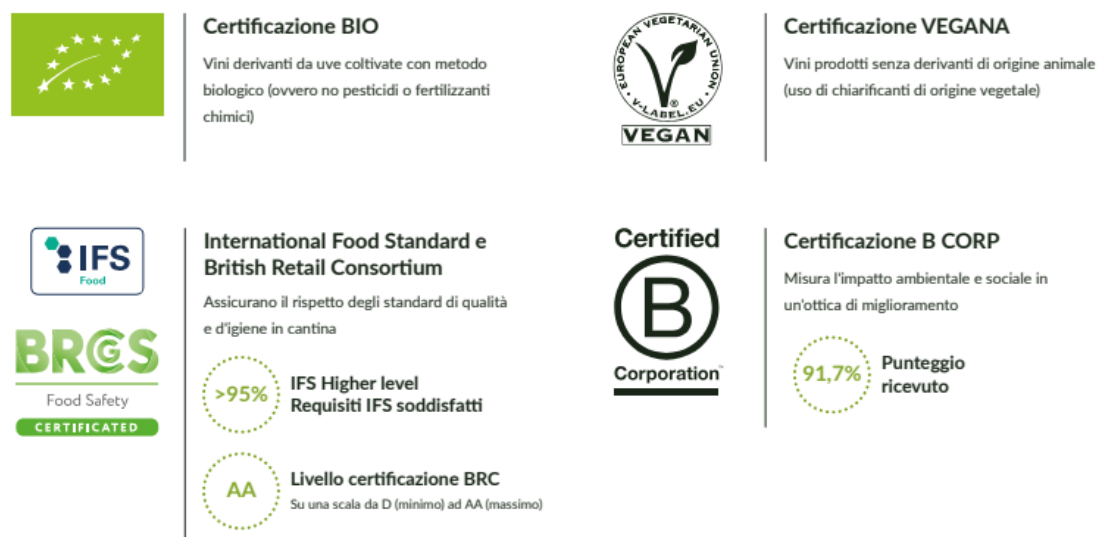 Certificazione BIO
Vini derivanti da uve coltivate con metodo
biologico (ovvero no pesticidi o fertilizzanti
chimici)
EUROPEAN VEGETARIAN UNION
V-LABEL.EU
®
VEGAN
Certificazione VEGANA
Vini prodotti senza derivanti di origine animale
(uso di chiarificanti di origine vegetale)
IFS
Food
BRCGS
Food Safety
CERTIFICATED
International Food Standard e
British Retail Consortium
Assicurano il rispetto degli standard di qualità
e d'igiene in cantina
>95%
IFS Higher level
Requisiti IFS soddisfatti
AA
Livello certificazione BRC
Su una scala da D (minimo) ad AA (massimo)
Certified
B
Corporation™
Certificazione B CORP
Misura l'impatto ambientale e sociale in
un'ottica di miglioramento
91,7%
Punteggio
ricevuto